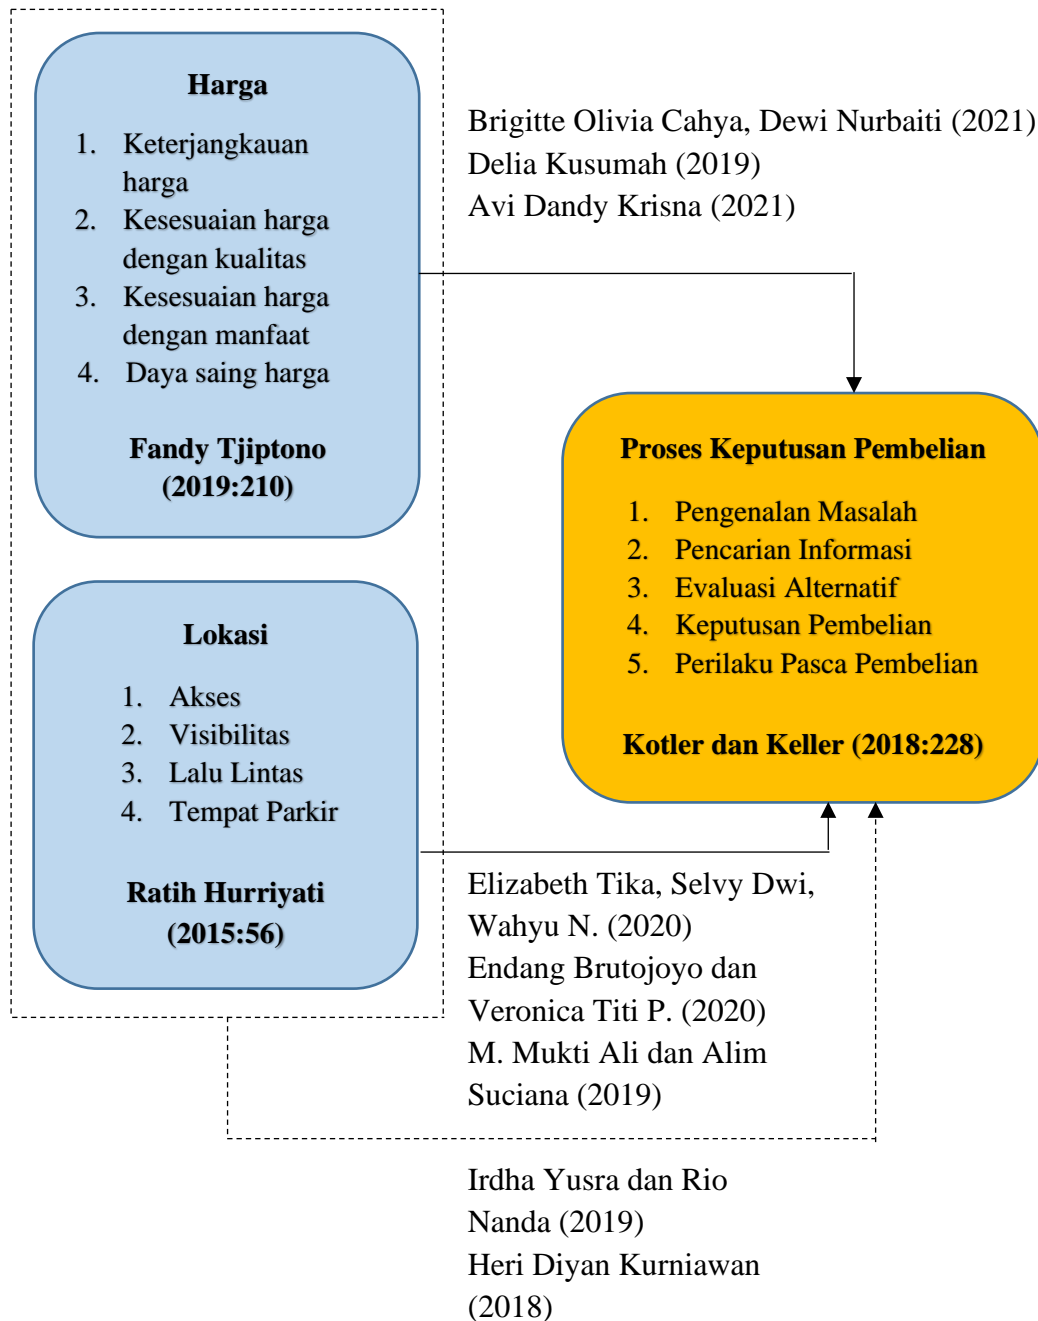 Harga
1. Keterjangkauan
harga
2. Kesesuaian harga
dengan kualitas
3. Kesesuaian harga
dengan manfaat
4. Daya saing harga
Fandy Tjiptono
(2019:210)
Brigitte Olivia Cahya, Dewi Nurbaiti (2021)
Delia Kusumah (2019)
Avi Dandy Krisna (2021)
Proses Keputusan Pembelian
1. Pengenalan Masalah
2. Pencarian Informasi
3. Evaluasi Alternatif
4. Keputusan Pembelian
5. Perilaku Pasca Pembelian
Kotler dan Keller (2018:228)
Lokasi
1. Akses
2. Visibilitas
3. Lalu Lintas
4. Tempat Parkir
Ratih Hurriyati
(2015:56)
Elizabeth Tika, Selvy Dwi,
Wahyu N. (2020)
Endang Brutojoyo dan
Veronica Titi P. (2020)
M. Mukti Ali dan Alim
Suciana (2019)
Irdha Yusra dan Rio
Nanda (2019)
Heri Diyan Kurniawan
(2018)